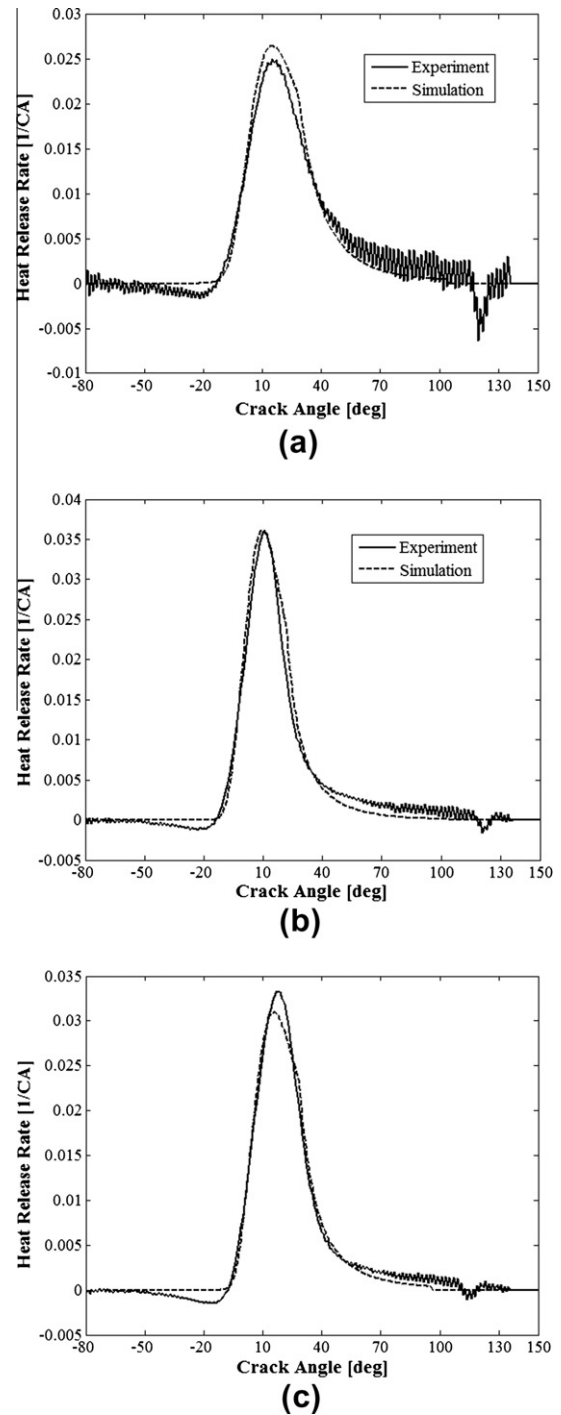 0.03
0.025
0.02
0.015
0.01
0.005
0
-0.005
-0.01
Heat Release Rate [1/CA]
Experiment
Simulation
-80 -50 -20 10 40 70 100 130 150
Crack Angle [deg]
(a)
0.04
0.035
0.03
0.025
0.02
0.015
0.01
0.005
0
-0.005
Heat Release Rate [1/CA]
Experiment
Simulation
-80 -50 -20 10 40 70 100 130 150
Crack Angle [deg]
(b)
0.035
0.03
0.025
0.02
0.015
0.01
0.005
0
-0.005
Heat Release Rate [1/CA]
-80 -50 -20 10 40 70 100 130 150
Crack Angle [deg]
(c)